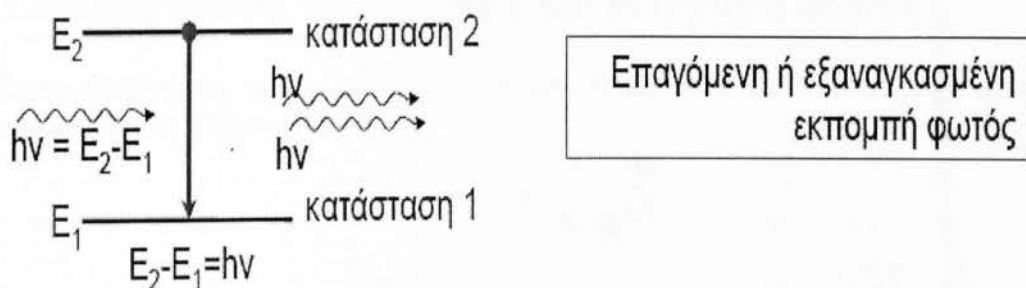 E₂
κατάσταση 2
hν
hν = E₂-E₁
hν
E₁
κατάσταση 1
E₂-E₁=hν
Επαγόμενη ή εξαναγκασμένη
εκπομπή φωτός